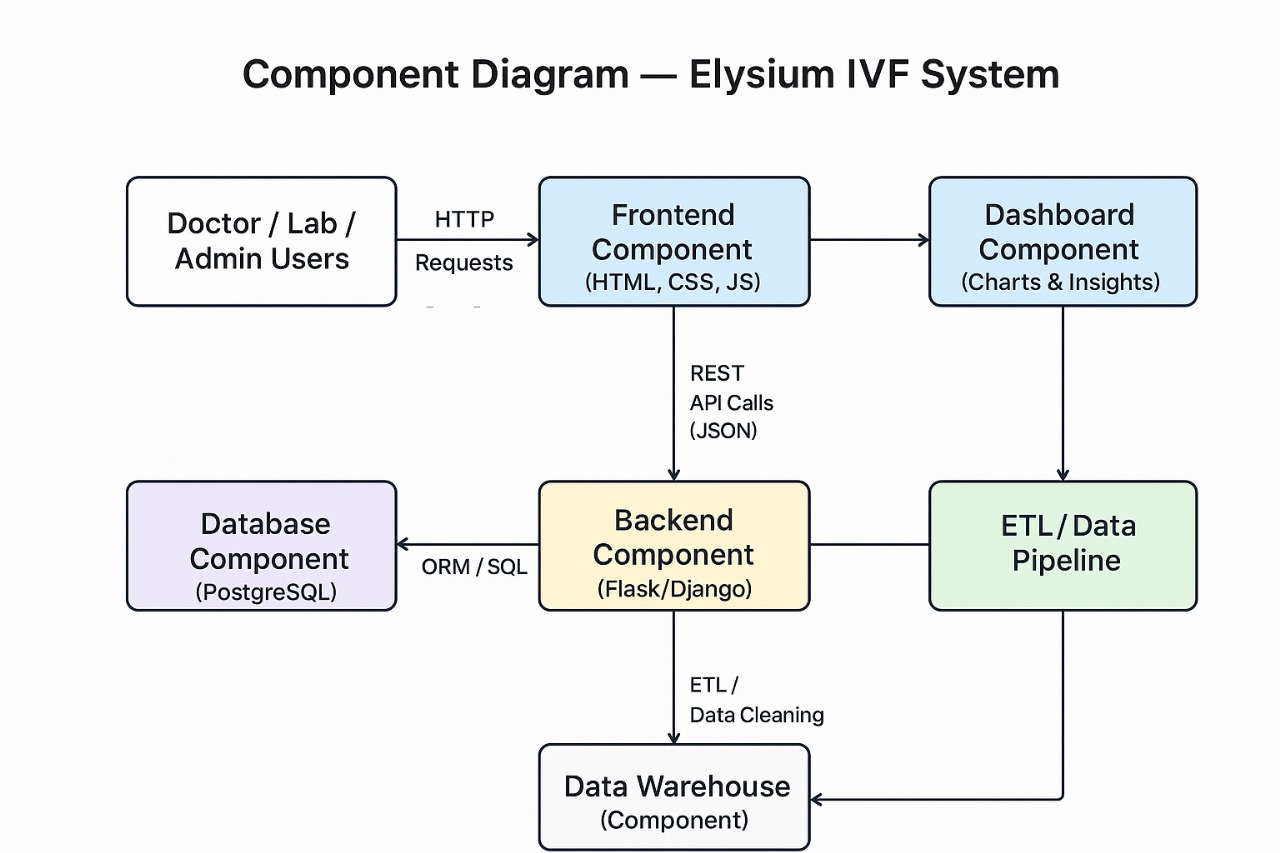 Component Diagram — Elysium IVF System
Doctor / Lab /
Admin Users
HTTP
Requests
Frontend
Component
(HTML, CSS, JS)
Dashboard
Component
(Charts & Insights)
REST
API Calls
(JSON)
Database
Component
(PostgreSQL)
ORM / SQL
Backend
Component
(Flask/Django)
ETL / Data
Pipeline
ETL /
Data Cleaning
Data Warehouse
(Component)